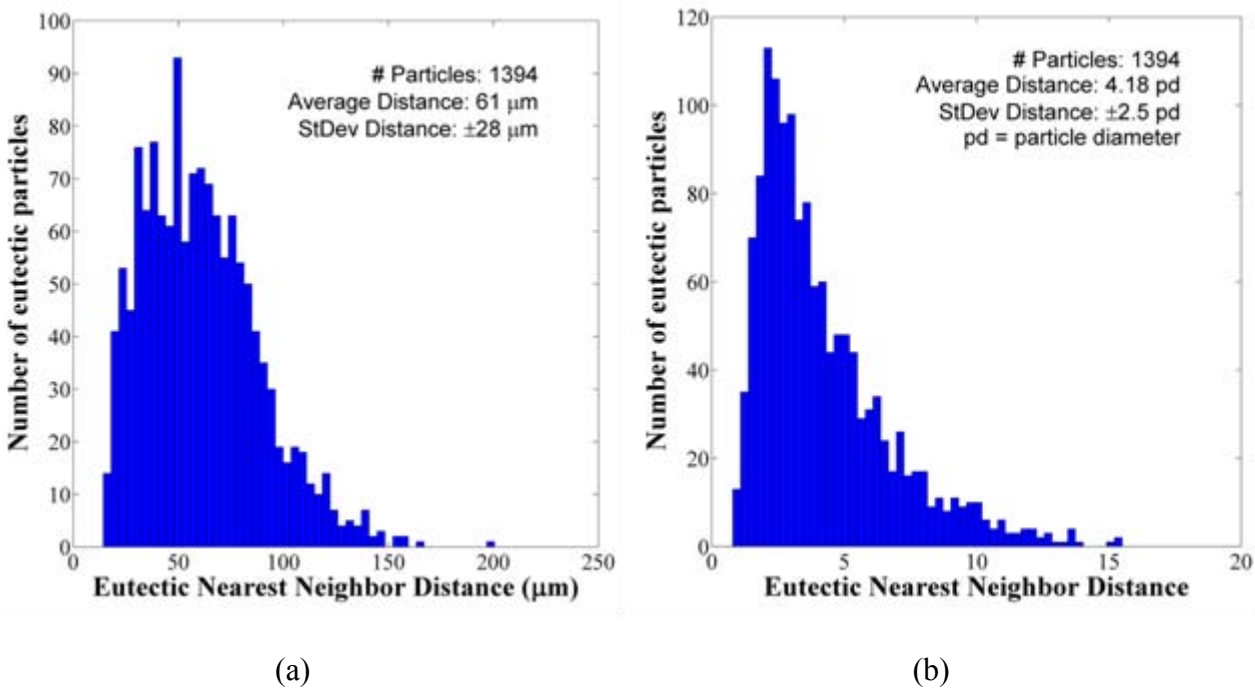 100
90
80
70
60
50
40
30
20
10
0
Number of eutectic particles
# Particles: 1394
Average Distance: 61 μm
StDev Distance: ±28 μm
0 50 100 150 200 250
Eutectic Nearest Neighbor Distance (μm)
(a)
120
100
80
60
40
20
0
Number of eutectic particles
# Particles: 1394
Average Distance: 4.18 pd
StDev Distance: ±2.5 pd
pd = particle diameter
0 5 10 15 20
Eutectic Nearest Neighbor Distance
(b)